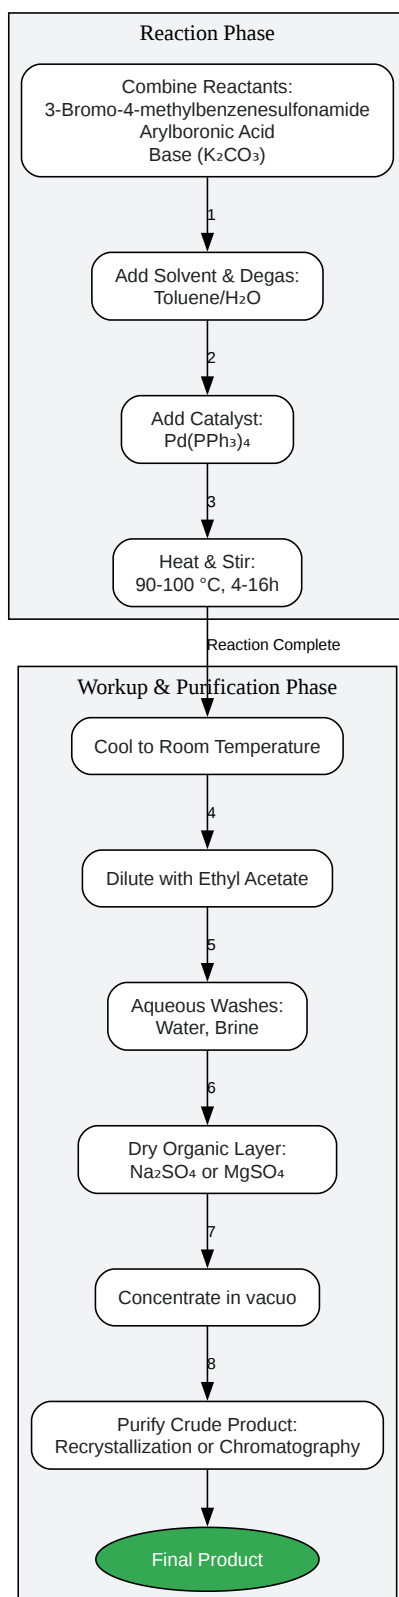 Reaction Phase
Combine Reactants:
3-Bromo-4-methylbenzenesulfonamide
Arylboronic Acid
Base (K₂CO₃)
1
Add Solvent & Degas:
Toluene/H₂O
2
Add Catalyst:
Pd(PPh₃)₄
3
Heat & Stir:
90-100 °C, 4-16h
Reaction Complete
Workup & Purification Phase
Cool to Room Temperature
4
Dilute with Ethyl Acetate
5
Aqueous Washes:
Water, Brine
6
Dry Organic Layer:
Na₂SO₄ or MgSO₄
7
Concentrate in vacuo
8
Purify Crude Product:
Recrystallization or Chromatography
Final Product